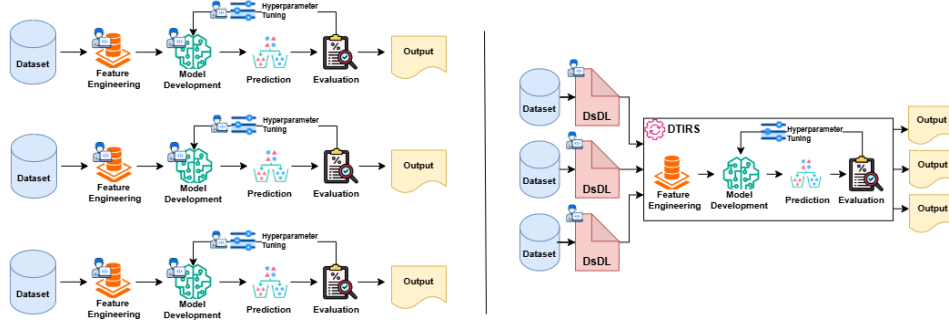 Hyperparameter
Tuning
Dataset
Feature
Engineering
Model
Development
Prediction
Evaluation
Output
Hyperparameter
Tuning
Dataset
Feature
Engineering
Model
Development
Prediction
Evaluation
Output
Hyperparameter
Tuning
Dataset
Feature
Engineering
Model
Development
Prediction
Evaluation
Output
Dataset
DsDL
Dataset
DsDL
Dataset
DsDL
DTIRS
Hyperparameter
Tuning
Feature
Engineering
Model
Development
Prediction
Evaluation
Output
Output
Output